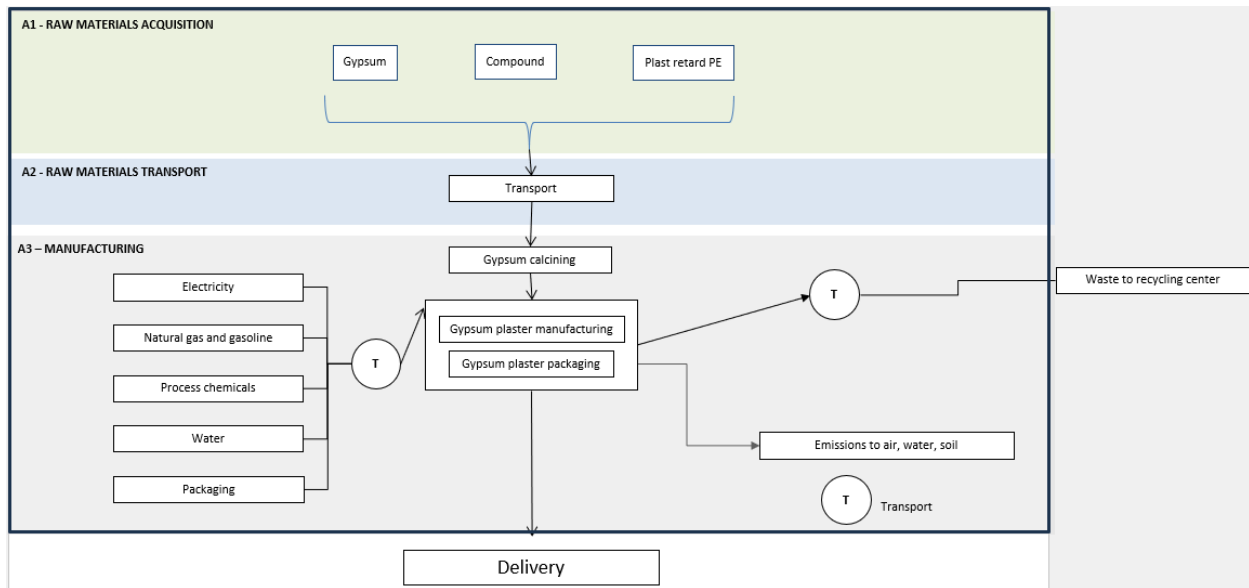 A1 - RAW MATERIALS ACQUISITION
Gypsum
Compound
Plast retard PE
A2 - RAW MATERIALS TRANSPORT
Transport
A3 – MANUFACTURING
Gypsum calcining
Electricity
Natural gas and gasoline
Process chemicals
Water
Packaging
T
Gypsum plaster manufacturing
Gypsum plaster packaging
T
Waste to recycling center
Emissions to air, water, soil
T
Transport
Delivery